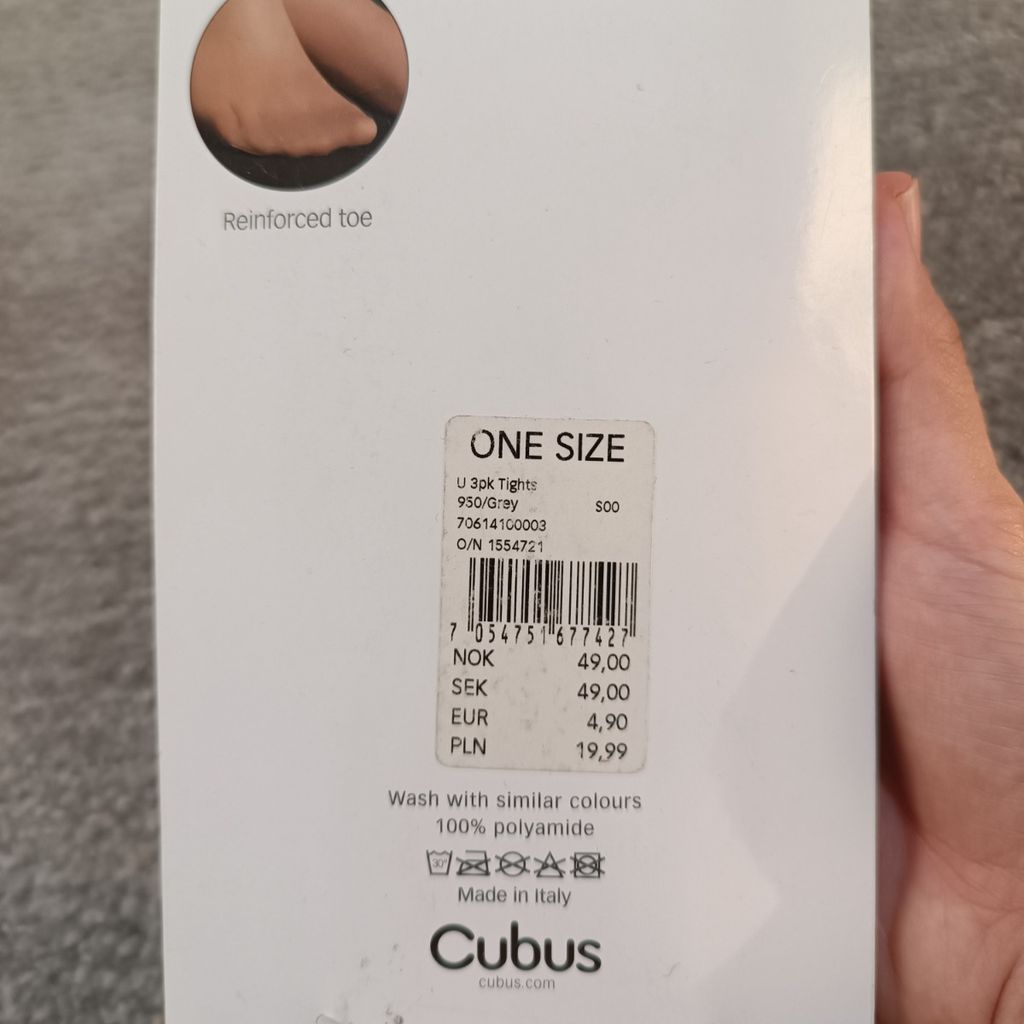 Reinforced toe
ONE SIZE
U 3pk Tights
950/Grey S00
70614100003
O/N 1554721
7 054751 677427
NOK 49,00
SEK 49,00
EUR 4,90
PLN 19,99
Wash with similar colours
100% polyamide
30°
Made in Italy
Cubus
cubus.com